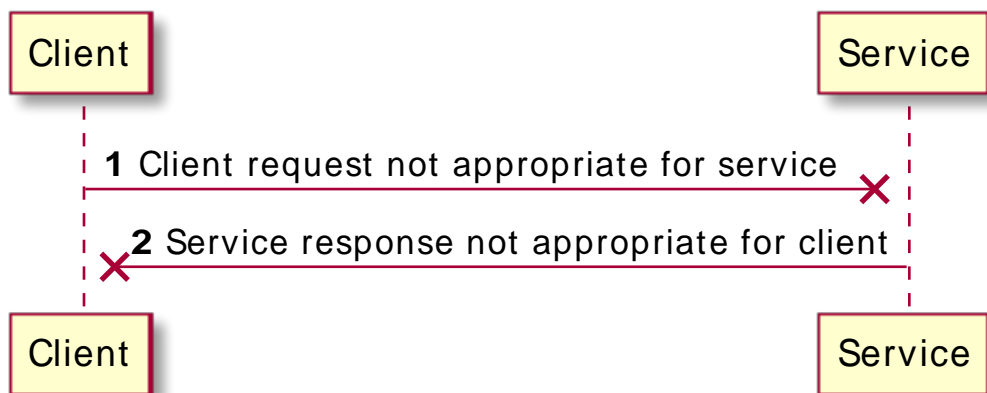 Client
Service
1 Client request not appropriate for service
2 Service response not appropriate for client
Client
Service